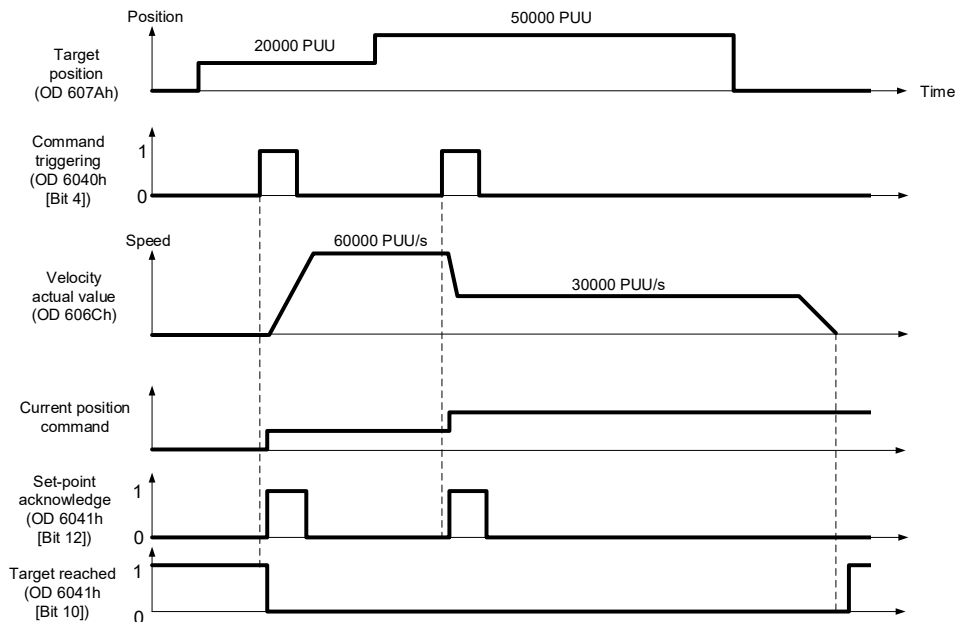 Position
50000 PUU
20000 PUU
Target
position
(OD 607Ah)
Time
Command
triggering
(OD 6040h
[Bit 4])
1
0
Speed
60000 PUU/s
Velocity
actual value
(OD 606Ch)
30000 PUU/s
Current position
command
Set-point
acknowledge
(OD 6041h
[Bit 12])
1
0
Target reached
(OD 6041h
[Bit 10])
1
0